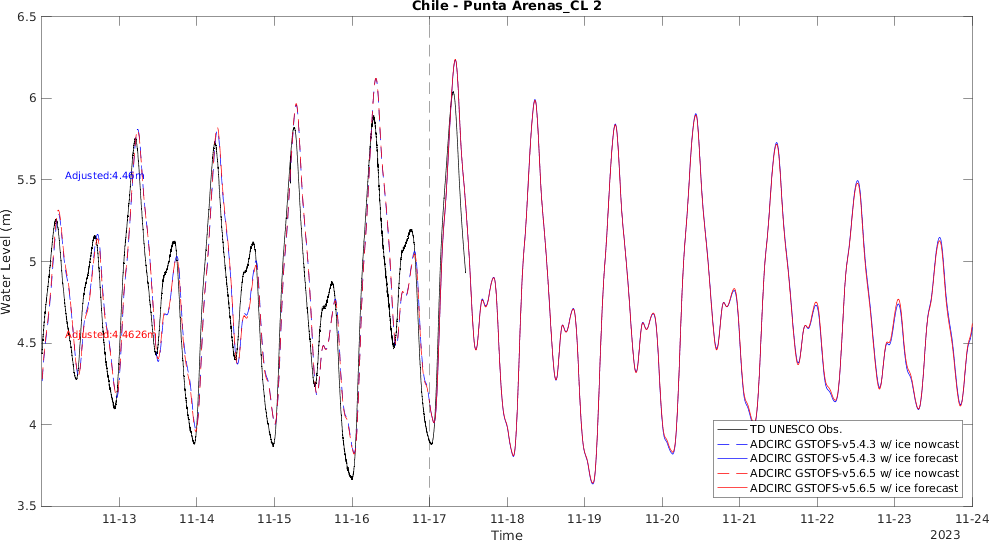 Chile - Punta Arenas_CL 2
6.5
6
5.5
5
4.5
4
3.5
Water Level (m)
Adjusted:4.46m
Adjusted:4.4626m
TD UNESCO Obs.
ADCIRC GSTOFS-v5.4.3 w/ ice nowcast
ADCIRC GSTOFS-v5.4.3 w/ ice forecast
ADCIRC GSTOFS-v5.6.5 w/ ice nowcast
ADCIRC GSTOFS-v5.6.5 w/ ice forecast
11-13 11-14 11-15 11-16 11-17 11-18 11-19 11-20 11-21 11-22 11-23 11-24
Time
2023